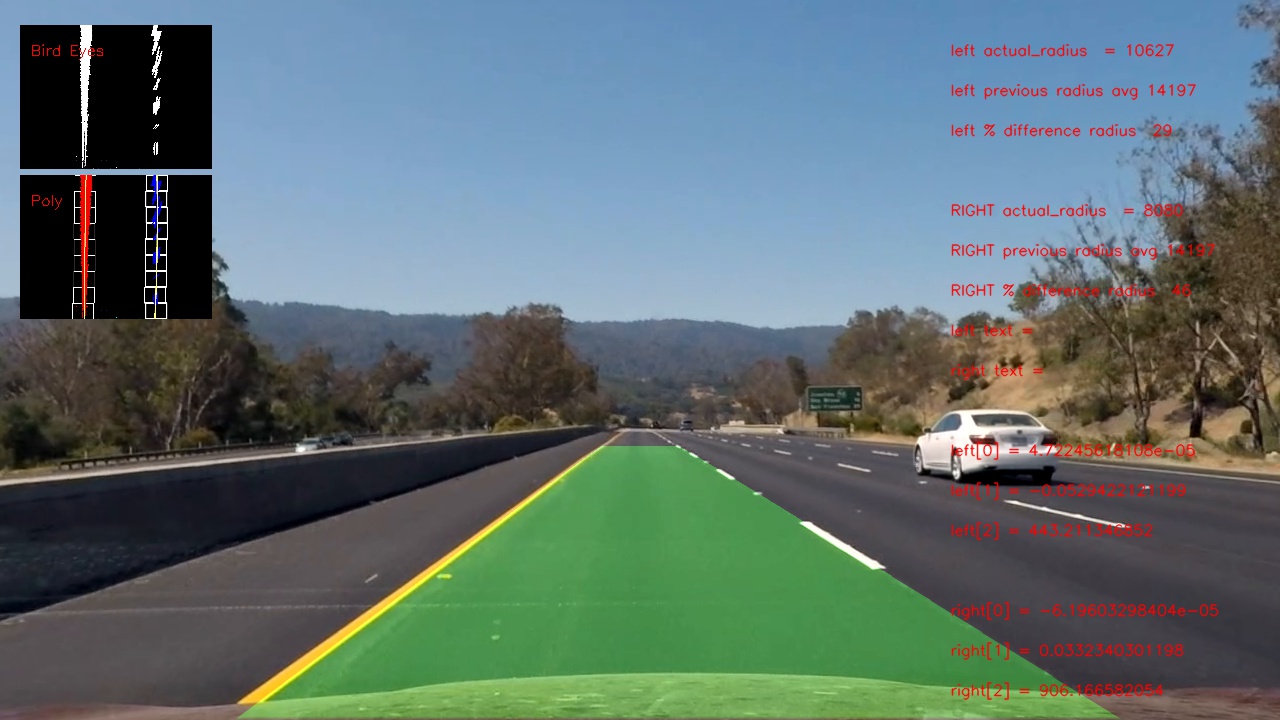 Bird Eyes
Poly
left actual_radius = 10627
left previous radius avg 14197
left % difference radius 29
RIGHT actual_radius = 8080
RIGHT previous radius avg 14197
RIGHT % difference radius 46
left text =
right text =
left[0] = 4.72245618108e-05
left[1] = -0.0529422121199
left[2] = 443.211346852
right[0] = -6.19603298404e-05
right[1] = 0.0332340301198
right[2] = 906.166582054